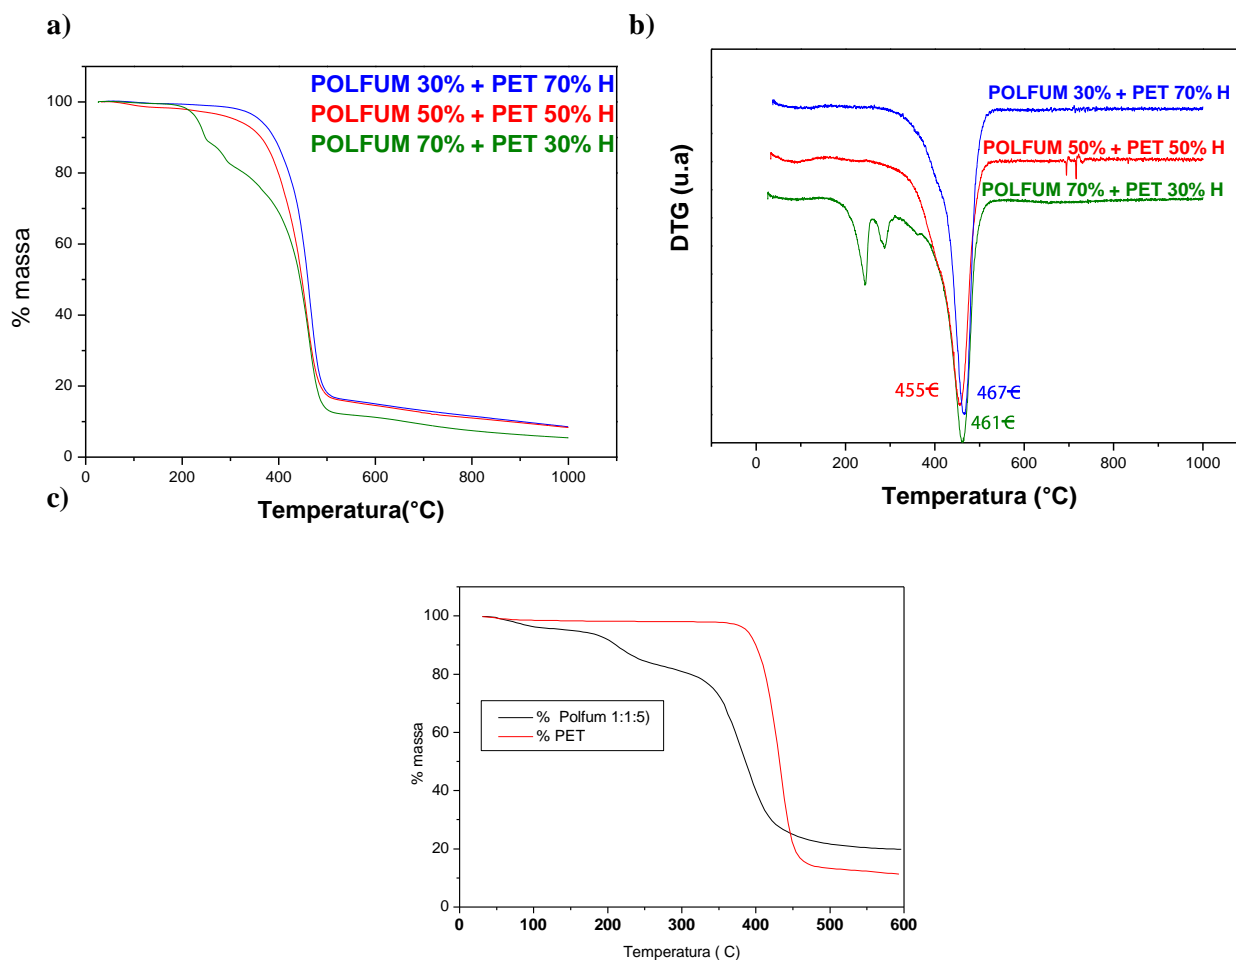 a)
POLFUM 30% + PET 70% H
POLFUM 50% + PET 50% H
POLFUM 70% + PET 30% H
100
80
60
40
20
0
% massa
0 200 400 600 800 1000
Temperatura(°C)
b)
POLFUM 30% + PET 70% H
POLFUM 50% + PET 50% H
POLFUM 70% + PET 30% H
DTG (u.a)
455€ 467€
461€
0 200 400 600 800 1000
Temperatura (°C)
c)
100
80
60
40
20
0
% massa
% Polfum 1:1:5)
% PET
0 100 200 300 400 500 600
Temperatura ( C)